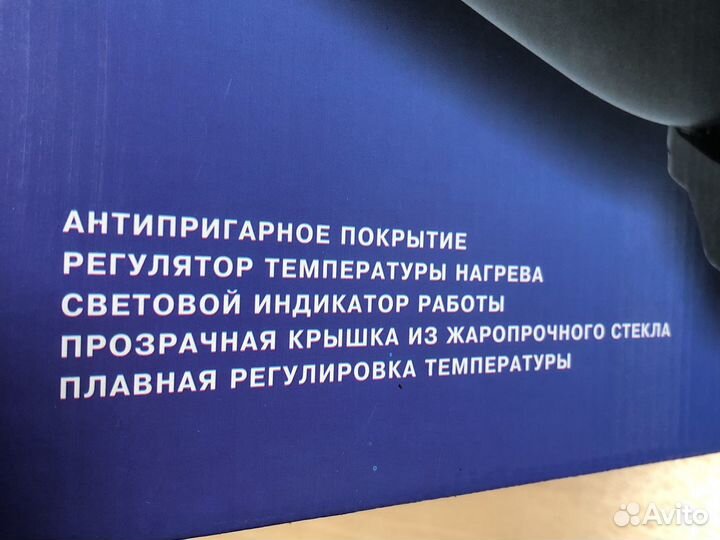 АНТИПРИГАРНОЕ ПОКРЫТИЕ
РЕГУЛЯТОР ТЕМПЕРАТУРЫ НАГРЕВА
СВЕТОВОЙ ИНДИКАТОР РАБОТЫ
ПРОЗРАЧНАЯ КРЫШКА ИЗ ЖАРОПРОЧНОГО СТЕКЛА
ПЛАВНАЯ РЕГУЛИРОВКА ТЕМПЕРАТУРЫ
Avito